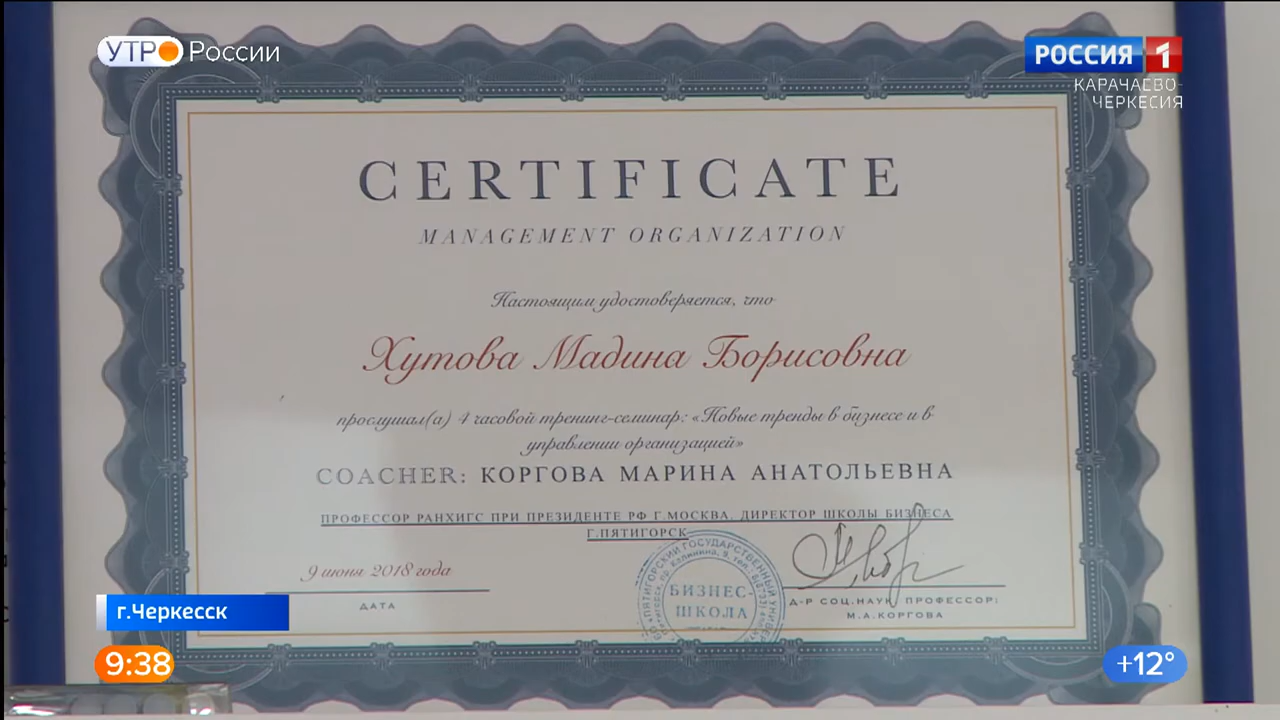 УТРО России
РОССИЯ 1
КАРАЧАЕВО-
ЧЕРКЕСИЯ
CERTIFICATE
MANAGEMENT ORGANIZATION
Настоящим удостоверяется, что
Хутова Мадина Борисовна
прослушал(а) 4 часовой тренинг-семинар: «Новые тренды в бизнесе и в
управлении организацией»
COACHER: КОРГОВА МАРИНА АНАТОЛЬЕВНА
ПРОФЕССОР РАНХИГС ПРИ ПРЕЗИДЕНТЕ РФ Г.МОСКВА, ДИРЕКТОР ШКОЛЫ БИЗНЕСА
Г.ПЯТИГОРСК
9 июня 2018 года
ДАТА
ПЯТИГОРСКИЙ ГОСУДАРСТВЕННЫЙ
БИЗНЕС-
ШКОЛА
Д-Р СОЦ.НАУК, ПРОФЕССОР:
М.А.КОРГОВА
г.Черкесск
9:38
+12°